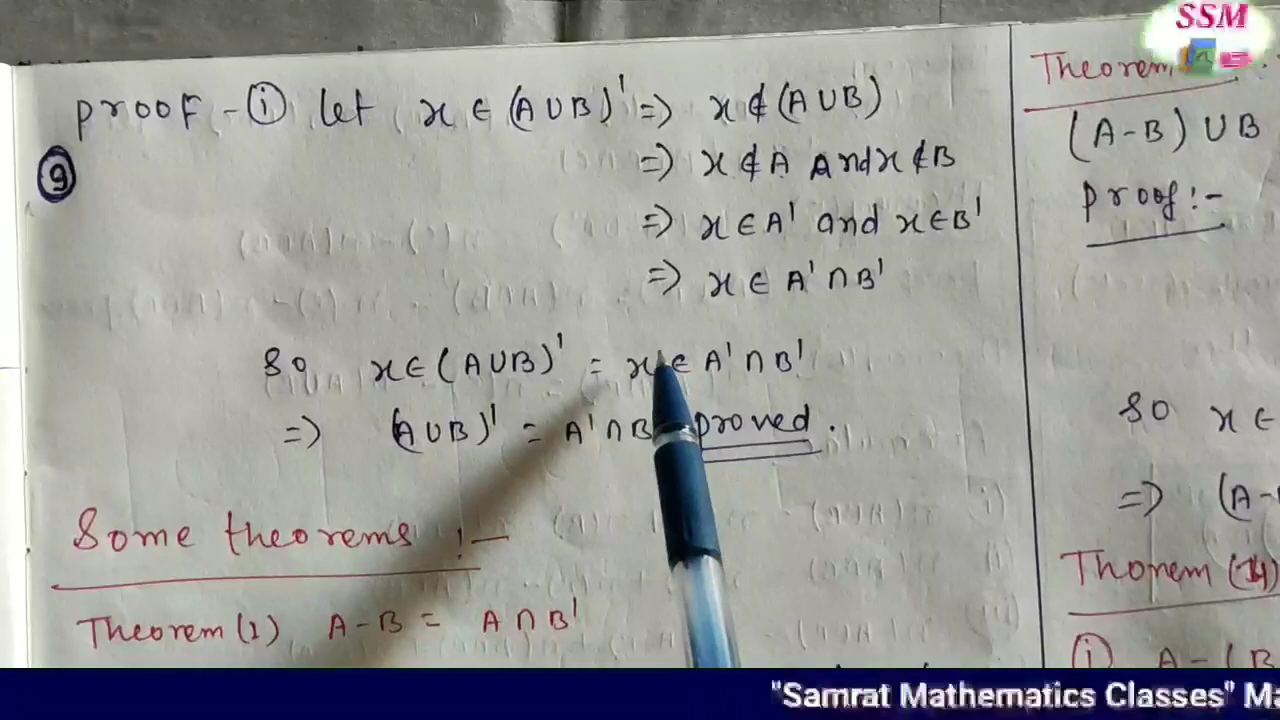 SSM
Proof - (i) let x ∈ (A∪B)' => x ∉ (A∪B)
(9)
=> x ∉ A And x ∉ B
=> x ∈ A' and x ∈ B'
=> x ∈ A' ∩ B'
So x ∈ (A∪B)' = x ∈ A' ∩ B'
=> (A∪B)' = A' ∩ B proved.
Some theorems :-
Theorem (1) A - B = A ∩ B'
Theorem
(A-B) ∪ B
Proof :-
So x ∈
=> (A-
Thorem (14)
(i) A - (B
"Samrat Mathematics Classes" Ma